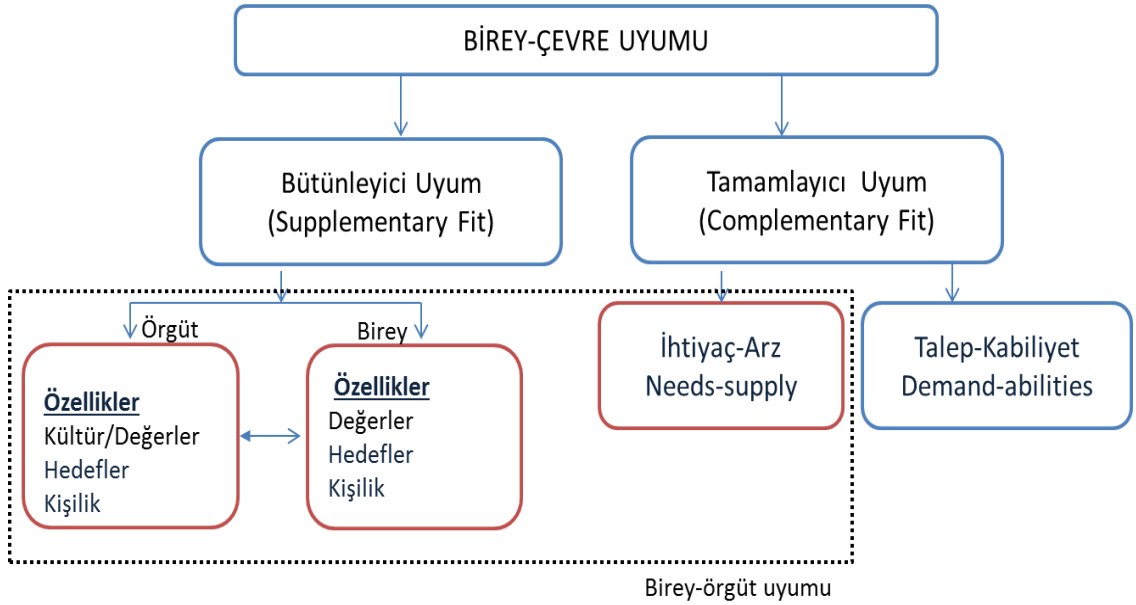 BİREY-ÇEVRE UYUMU
Bütünleyici Uyum
(Supplementary Fit)
Tamamlayıcı Uyum
(Complementary Fit)
Örgüt
Özellikler
Kültür/Değerler
Hedefler
Kişilik
Birey
Özellikler
Değerler
Hedefler
Kişilik
İhtiyaç-Arz
Needs-supply
Talep-Kabiliyet
Demand-abilities
Birey-örgüt uyumu